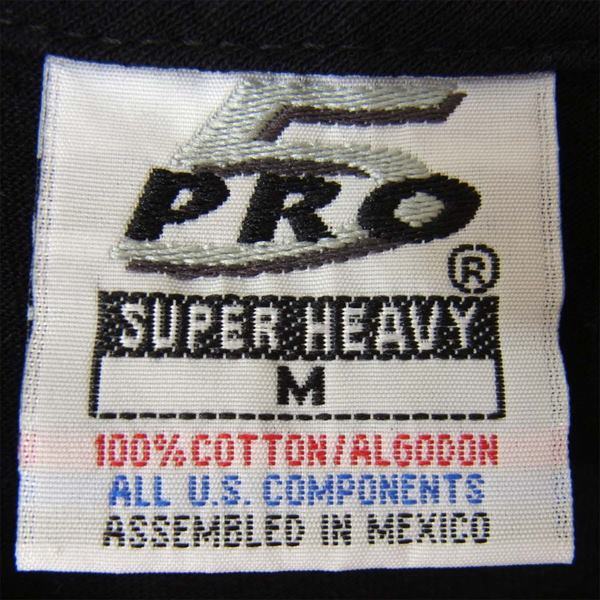 5
PRO
®
SUPER HEAVY
M
100% COTTON/ALGODON
ALL U.S. COMPONENTS
ASSEMBLED IN MEXICO